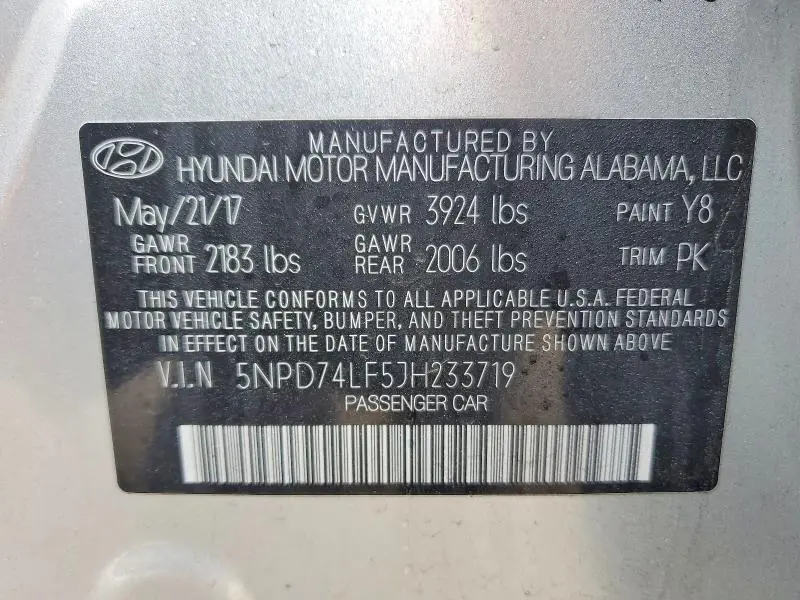 MANUFACTURED BY
HYUNDAI MOTOR MANUFACTURING ALABAMA, LLC
May/21/17 GVWR 3924 lbs PAINT Y8
GAWR FRONT 2183 lbs GAWR REAR 2006 lbs TRIM PK
THIS VEHICLE CONFORMS TO ALL APPLICABLE U.S.A. FEDERAL
MOTOR VEHICLE SAFETY, BUMPER, AND THEFT PREVENTION STANDARDS
IN EFFECT ON THE DATE OF MANUFACTURE SHOWN ABOVE
V.I.N 5NPD74LF5JH233719
PASSENGER CAR